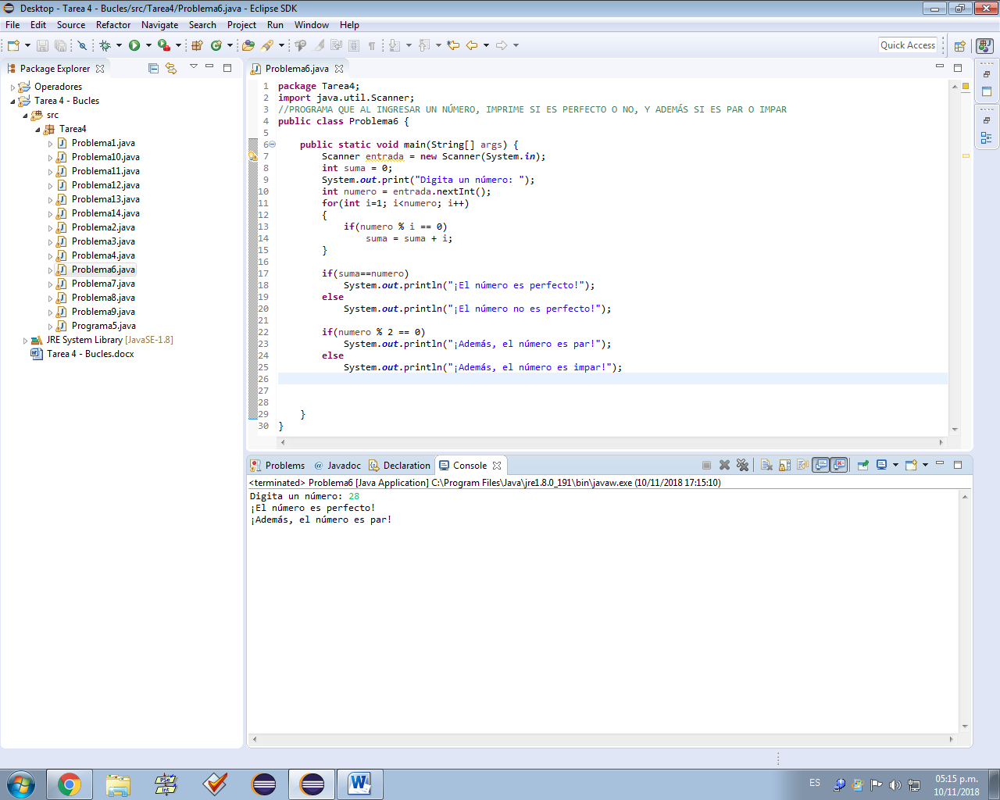 Desktop - Tarea 4 - Bucles/src/Tarea4/Problema6.java - Eclipse SDK
File Edit Source Refactor Navigate Search Project Run Window Help
Quick Access
Package Explorer
Operadores
Tarea 4 - Bucles
src
Tarea4
Problema1.java
Problema10.java
Problema11.java
Problema12.java
Problema13.java
Problema14.java
Problema2.java
Problema3.java
Problema4.java
Problema6.java
Problema7.java
Problema8.java
Problema9.java
Programa5.java
JRE System Library [JavaSE-1.8]
Tarea 4 - Bucles.docx
Problema6.java
1 package Tarea4;
2 import java.util.Scanner;
3 //PROGRAMA QUE AL INGRESAR UN NÚMERO, IMPRIME SI ES PERFECTO O NO, Y ADEMÁS SI ES PAR O IMPAR
4 public class Problema6 {
5
6 public static void main(String[] args) {
7 Scanner entrada = new Scanner(System.in);
8 int suma = 0;
9 System.out.print("Digita un número: ");
10 int numero = entrada.nextInt();
11 for(int i=1; i<numero; i++)
12 {
13 if(numero % i == 0)
14 suma = suma + i;
15 }
16
17 if(suma==numero)
18 System.out.println("¡El número es perfecto!");
19 else
20 System.out.println("¡El número no es perfecto!");
21
22 if(numero % 2 == 0)
23 System.out.println("¡Además, el número es par!");
24 else
25 System.out.println("¡Además, el número es impar!");
26
27
28
29 }
30 }
Problems @ Javadoc Declaration Console
<terminated> Problema6 [Java Application] C:\Program Files\Java\jre1.8.0_191\bin\javaw.exe (10/11/2018 17:15:10)
Digita un número: 28
¡El número es perfecto!
¡Además, el número es par!
PSe
Int
W
ES
05:15 p.m.
10/11/2018